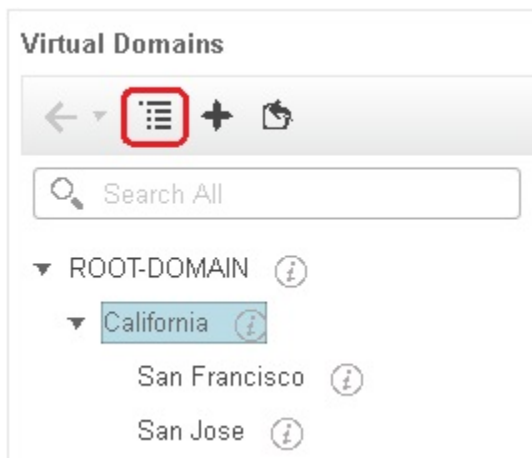 Virtual Domains
Search All
ROOT-DOMAIN
California
San Francisco
San Jose